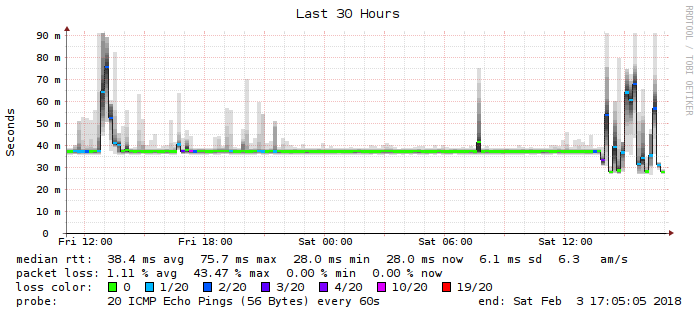 Last 30 Hours
RRDTOOL / TOBI OETIKER
Seconds
90 m
80 m
70 m
60 m
50 m
40 m
30 m
20 m
10 m
0
Fri 12:00 Fri 18:00 Sat 00:00 Sat 06:00 Sat 12:00
median rtt: 38.4 ms avg 75.7 ms max 28.0 ms min 28.0 ms now 6.1 ms sd 6.3 am/s
packet loss: 1.11 % avg 43.47 % max 0.00 % min 0.00 % now
loss color: 0 1/20 2/20 3/20 4/20 10/20 19/20
probe: 20 ICMP Echo Pings (56 Bytes) every 60s end: Sat Feb 3 17:05:05 2018